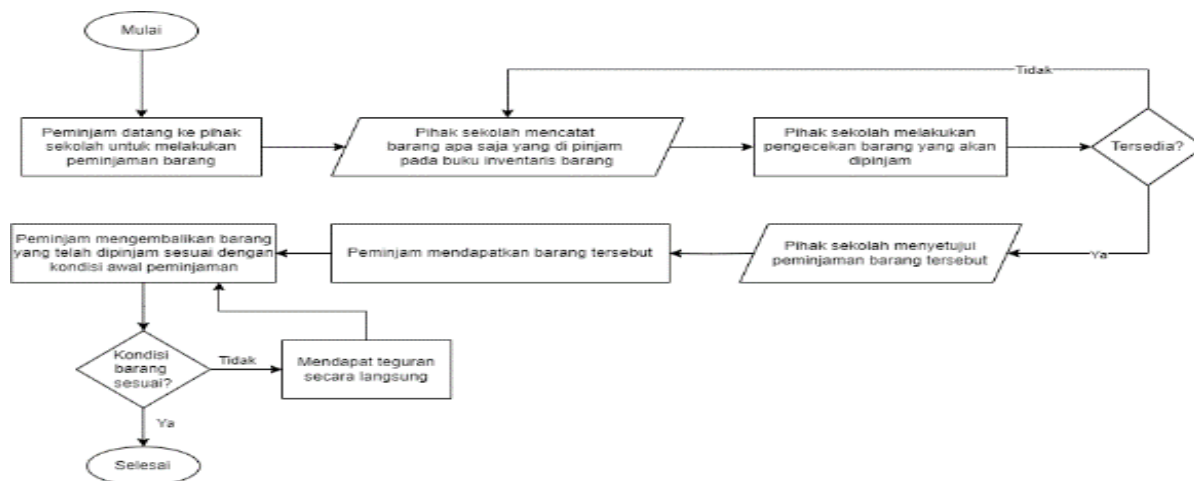 Mulai
Tidak
Peminjam datang ke pihak
sekolah untuk melakukan
peminjaman barang
Pihak sekolah mencatat
barang apa saja yang di pinjam
pada buku inventaris barang
Pihak sekolah melakukan
pengecekan barang yang akan
dipinjam
Tersedia?
Ya
Pihak sekolah menyetujui
peminjaman barang tersebut
Peminjam mendapatkan barang tersebut
Peminjam mengembalikan barang
yang telah dipinjam sesuai dengan
kondisi awal peminjaman
Kondisi
barang
sesuai?
Tidak
Mendapat teguran
secara langsung
Ya
Selesai